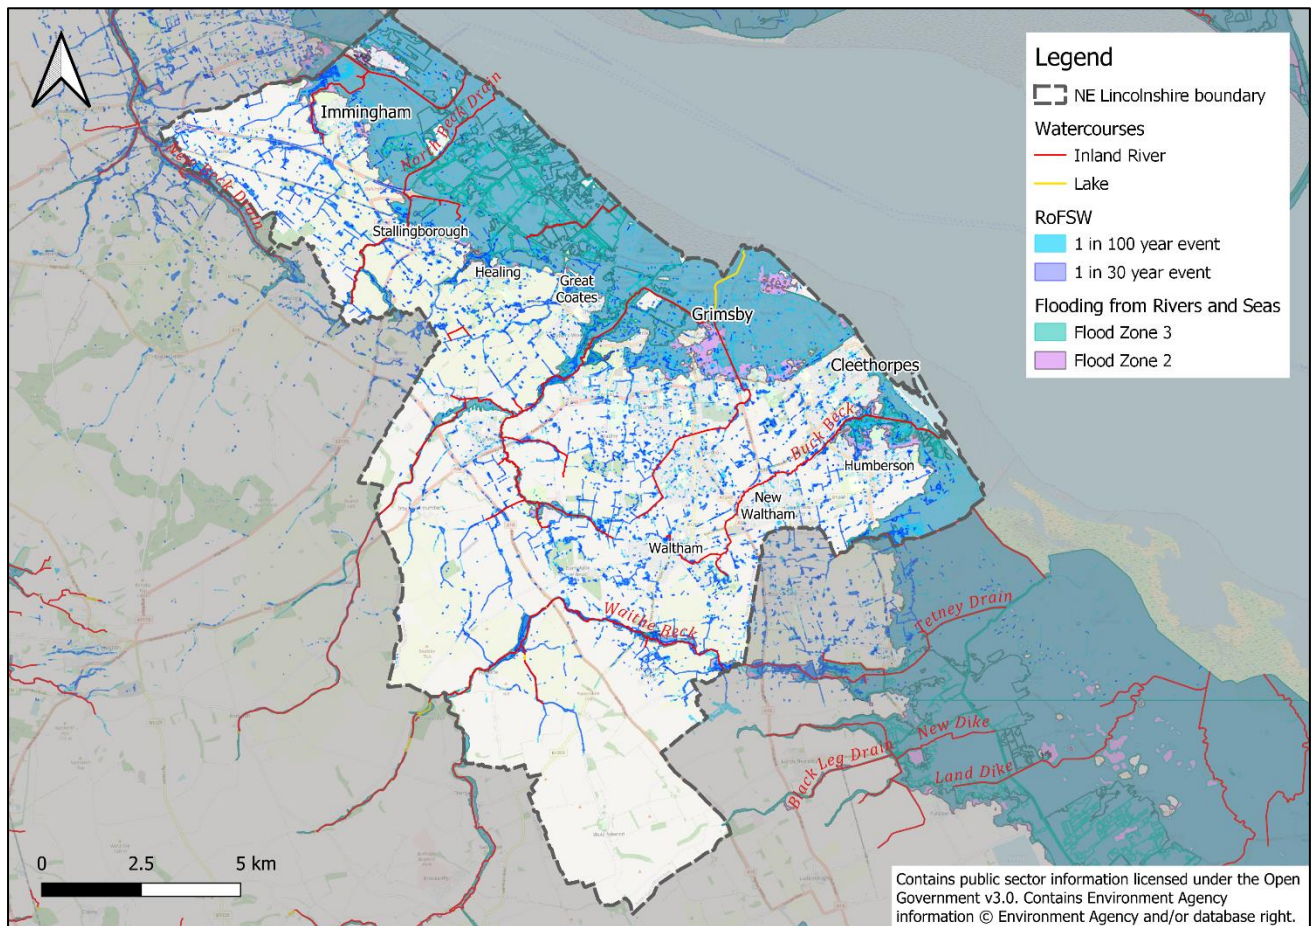 Legend
NE Lincolnshire boundary
Watercourses
Inland River
Lake
RoFSW
1 in 100 year event
1 in 30 year event
Flooding from Rivers and Seas
Flood Zone 3
Flood Zone 2
Immingham
North Beck Drain
New Beck Drain
Stallingborough
Healing
Great
Coates
Grimsby
Cleethorpes
Buck Beck
Humberson
New
Waltham
Waltham
Waithe Beck
Tetney Drain
New Dike
Black Leg Drain
Land Dike
0 2.5 5 km
Contains public sector information licensed under the Open
Government v3.0. Contains Environment Agency
information © Environment Agency and/or database right.